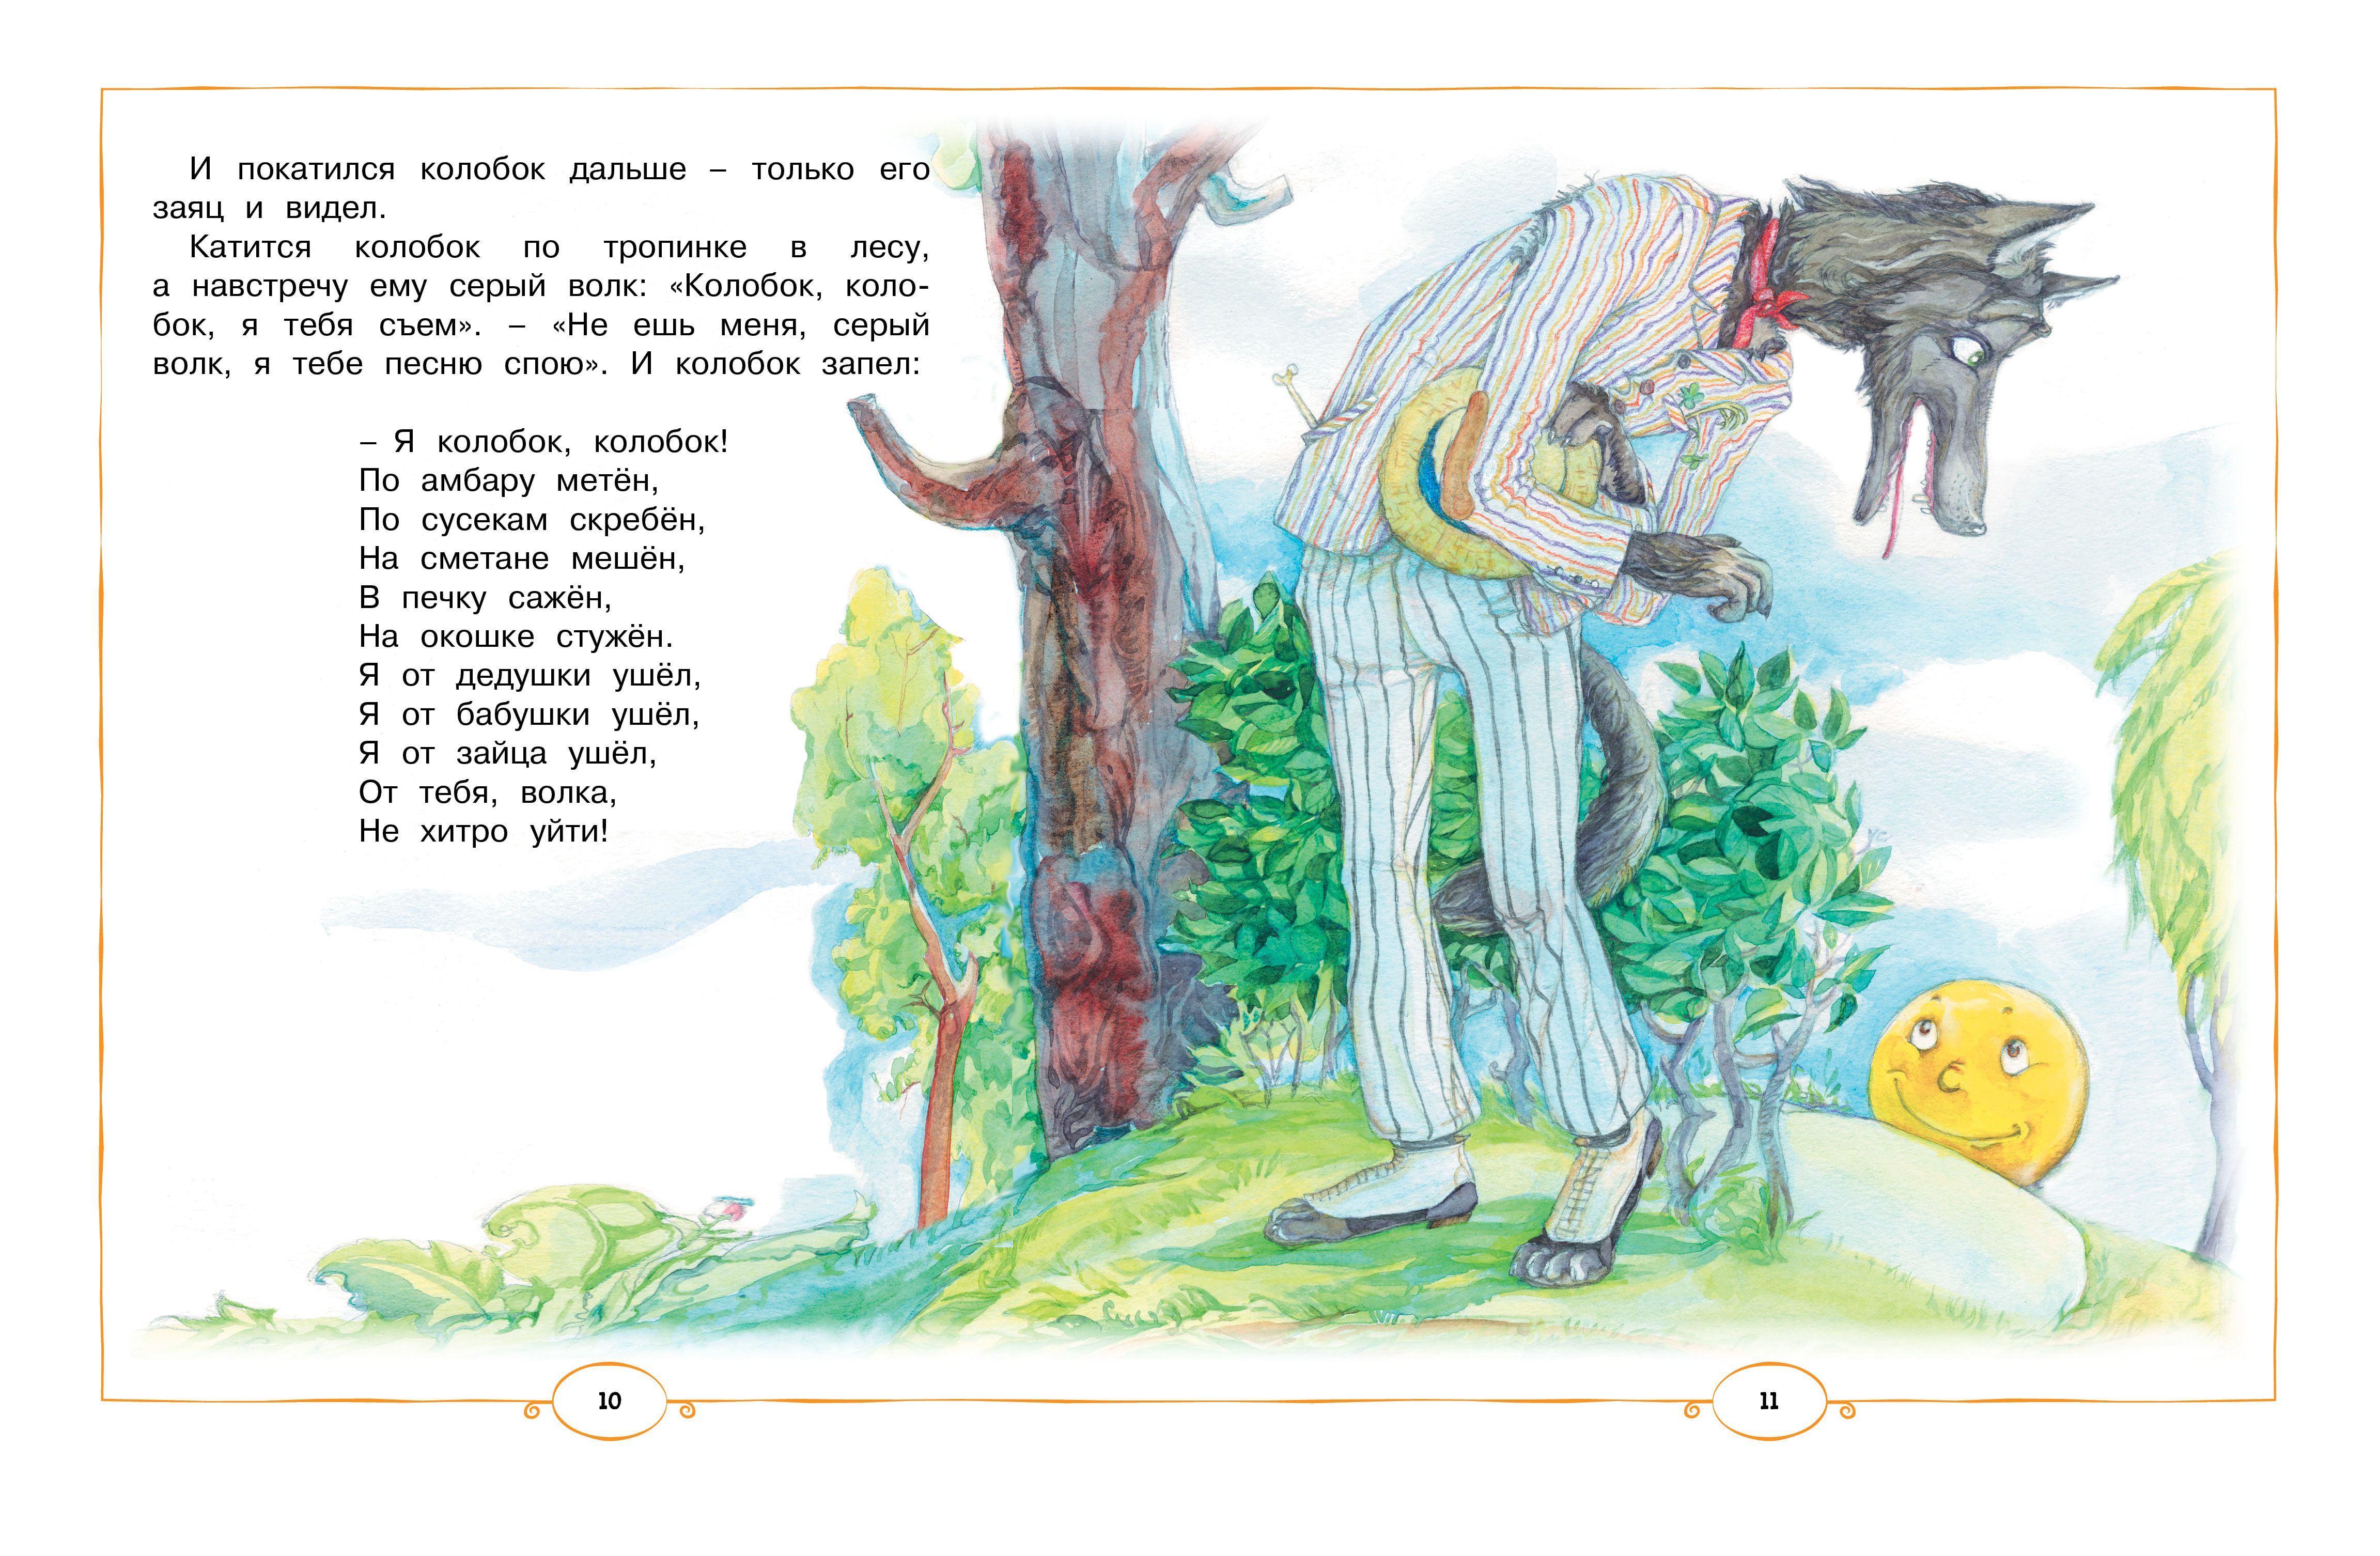 И покатился колобок дальше – только его
заяц и видел.
Катится колобок по тропинке в лесу,
а навстречу ему серый волк: «Колобок, коло-
бок, я тебя съем». – «Не ешь меня, серый
волк, я тебе песню спою». И колобок запел:
– Я колобок, колобок!
По амбару метён,
По сусекам скребён,
На сметане мешён,
В печку сажён,
На окошке стужён.
Я от дедушки ушёл,
Я от бабушки ушёл,
Я от зайца ушёл,
От тебя, волка,
Не хитро уйти!
10
11